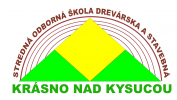 STREDNÁ ODBORNÁ ŠKOLA DREVÁRSKA A STAVEBNÁ
KRÁSNO NAD KYSUCOU